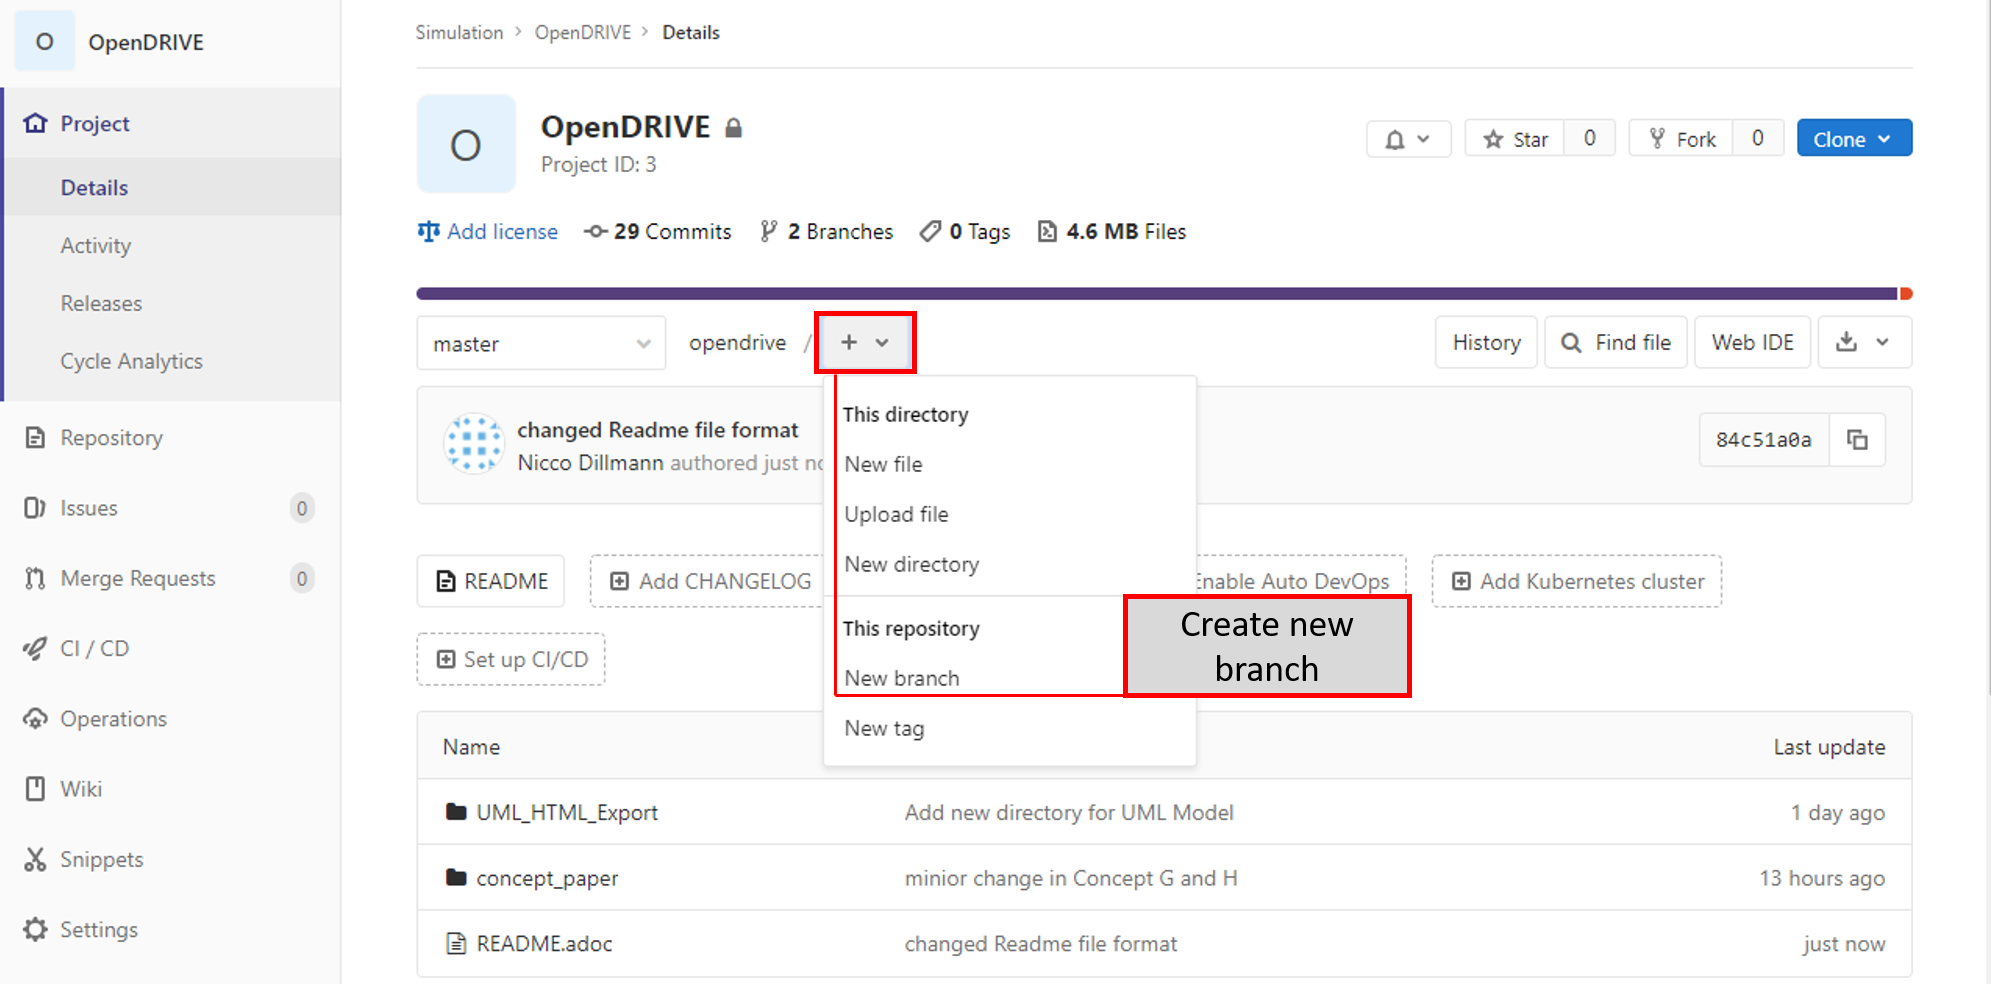 O OpenDRIVE
Project
Details
Activity
Releases
Cycle Analytics
Repository
Issues 0
Merge Requests 0
CI / CD
Operations
Wiki
Snippets
Settings
Simulation > OpenDRIVE > Details
O
OpenDRIVE
Project ID: 3
Star 0
Fork 0
Clone
Add license 29 Commits 2 Branches 0 Tags 4.6 MB Files
master opendrive / +
History Find file Web IDE
changed Readme file format
Nicco Dillmann authored just
84c51a0a
This directory
New file
Upload file
New directory
This repository
New branch
New tag
Create new
branch
README Add CHANGELOG Enable Auto DevOps Add Kubernetes cluster
Set up CI/CD
Name Last update
UML_HTML_Export Add new directory for UML Model 1 day ago
concept_paper minior change in Concept G and H 13 hours ago
README.adoc changed Readme file format just now